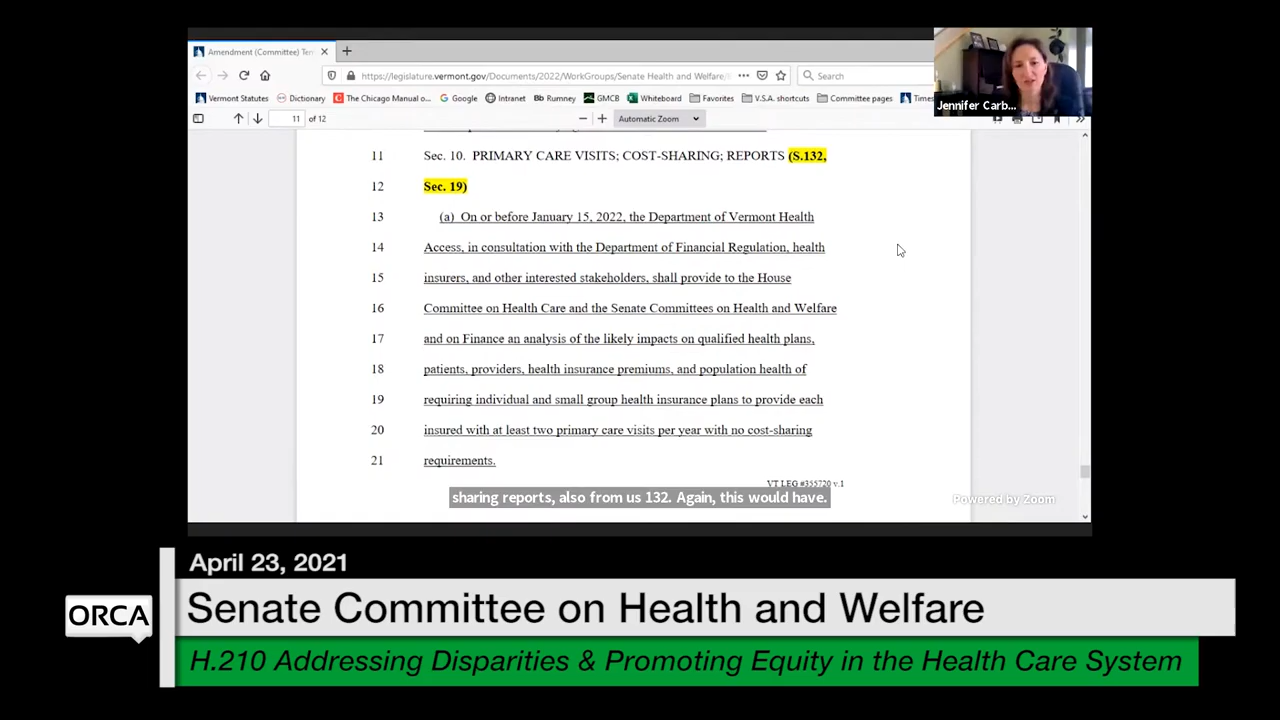 Amendment (Committee) Ten
https://legislature.vermont.gov/Documents/2022/WorkGroups/Senate Health and Welfare/
Search
Vermont Statutes
Dictionary
The Chicago Manual o...
Google
Intranet
Rumney
GMCB
Whiteboard
Favorites
V.S.A. shortcuts
Committee pages
Times
Jennifer Carb...
11 of 12
Automatic Zoom
11 Sec. 10. PRIMARY CARE VISITS; COST-SHARING; REPORTS (S.132,
12 Sec. 19)
13 (a) On or before January 15, 2022, the Department of Vermont Health
14 Access, in consultation with the Department of Financial Regulation, health
15 insurers, and other interested stakeholders, shall provide to the House
16 Committee on Health Care and the Senate Committees on Health and Welfare
17 and on Finance an analysis of the likely impacts on qualified health plans,
18 patients, providers, health insurance premiums, and population health of
19 requiring individual and small group health insurance plans to provide each
20 insured with at least two primary care visits per year with no cost-sharing
21 requirements.
VT LEG #355720 v.1
sharing reports, also from us 132. Again, this would have.
Powered by Zoom
April 23, 2021
ORCA
Senate Committee on Health and Welfare
H.210 Addressing Disparities & Promoting Equity in the Health Care System